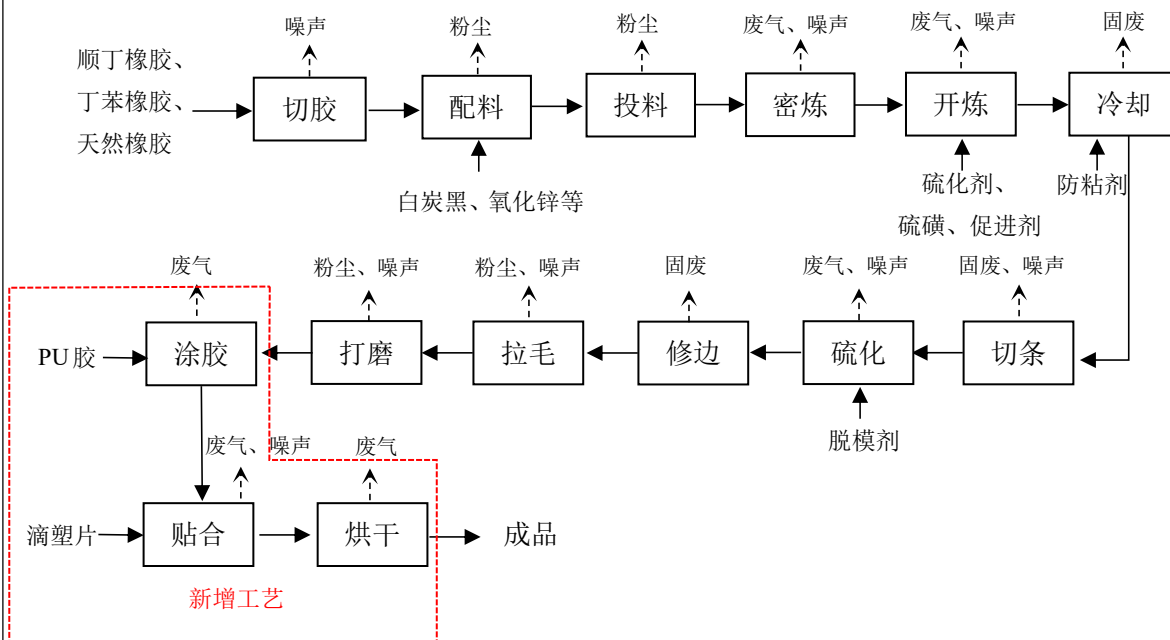 噪声
粉尘
粉尘
废气、噪声
废气、噪声
固废
顺丁橡胶、
丁苯橡胶、
天然橡胶
切胶
配料
投料
密炼
开炼
冷却
白炭黑、氧化锌等
硫化剂、
硫磺、促进剂
防粘剂
废气
粉尘、噪声
粉尘、噪声
固废
废气、噪声
固废、噪声
PU胶
涂胶
打磨
拉毛
修边
硫化
切条
脱模剂
废气、噪声
废气
滴塑片
贴合
烘干
成品
新增工艺